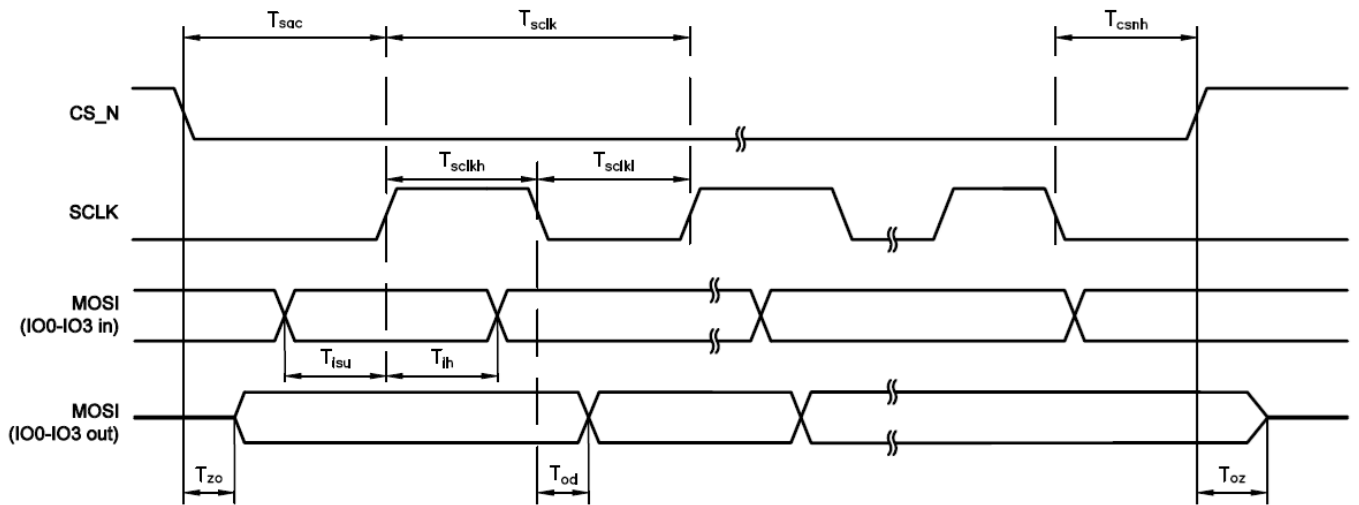 Tsac Tsclk Tcsnh
CS_N
Tsclkh Tsclkl
SCLK
MOSI
(IO0-IO3 in)
Tisu Tih
MOSI
(IO0-IO3 out)
Tzo Tod Toz